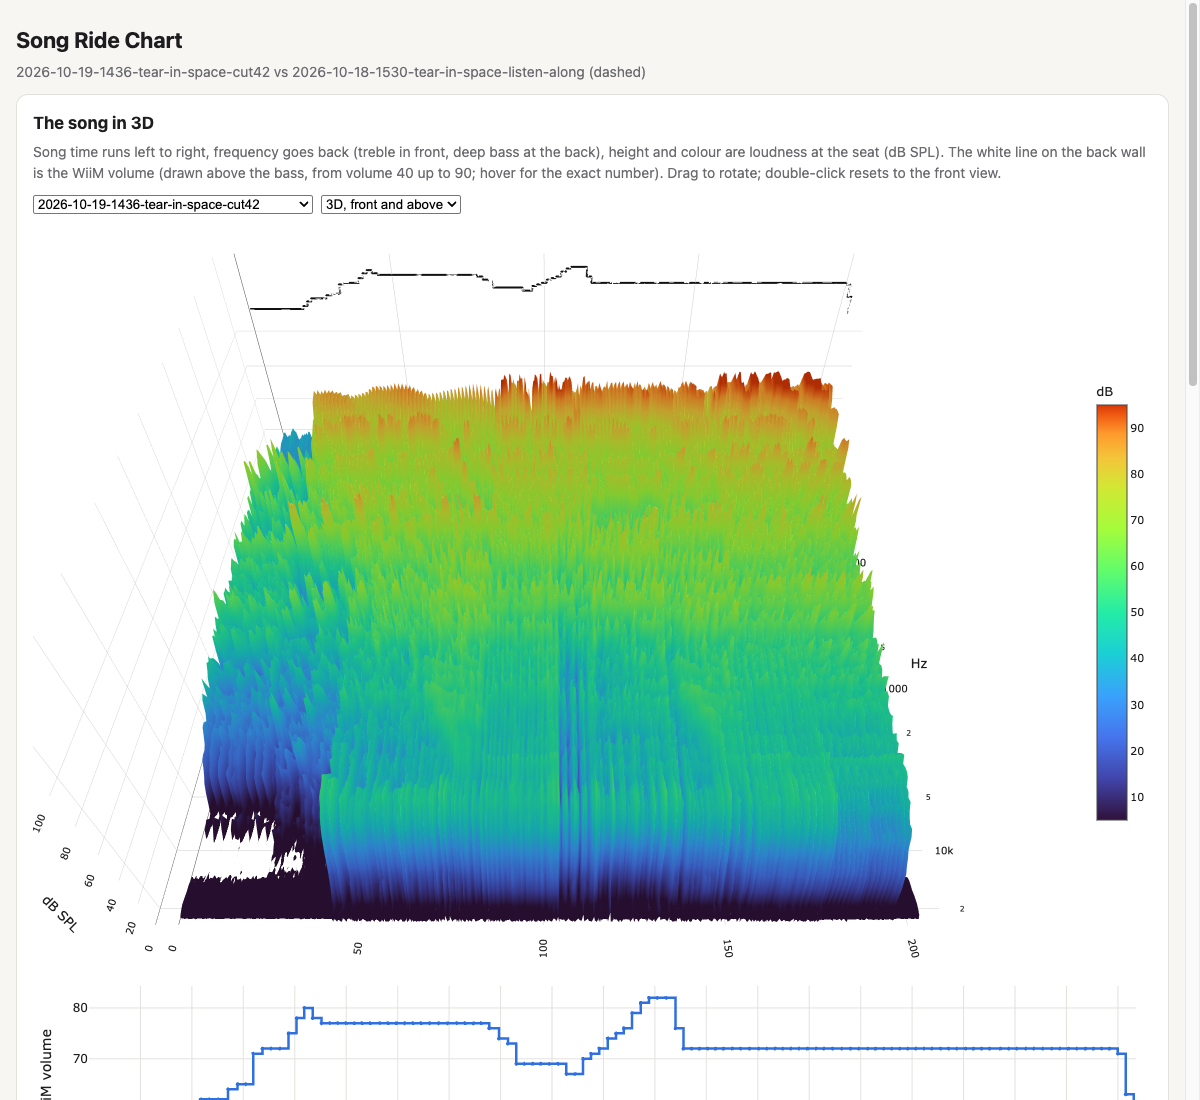 Song Ride Chart
2026-10-19-1436-tear-in-space-cut42 vs 2026-10-18-1530-tear-in-space-listen-along (dashed)
The song in 3D
Song time runs left to right, frequency goes back (treble in front, deep bass at the back), height and colour are loudness at the seat (dB SPL). The white line on the back wall
is the WiiM volume (drawn above the bass, from volume 40 up to 90; hover for the exact number). Drag to rotate; double-click resets to the front view.
2026-10-19-1436-tear-in-space-cut42
3D, front and above
dB
90
80
70
60
50
40
30
20
10
5
Hz
000
2
5
10k
2
100
80
60
40
20
0
dB SPL
0
50
100
150
200
80
70
iM volume